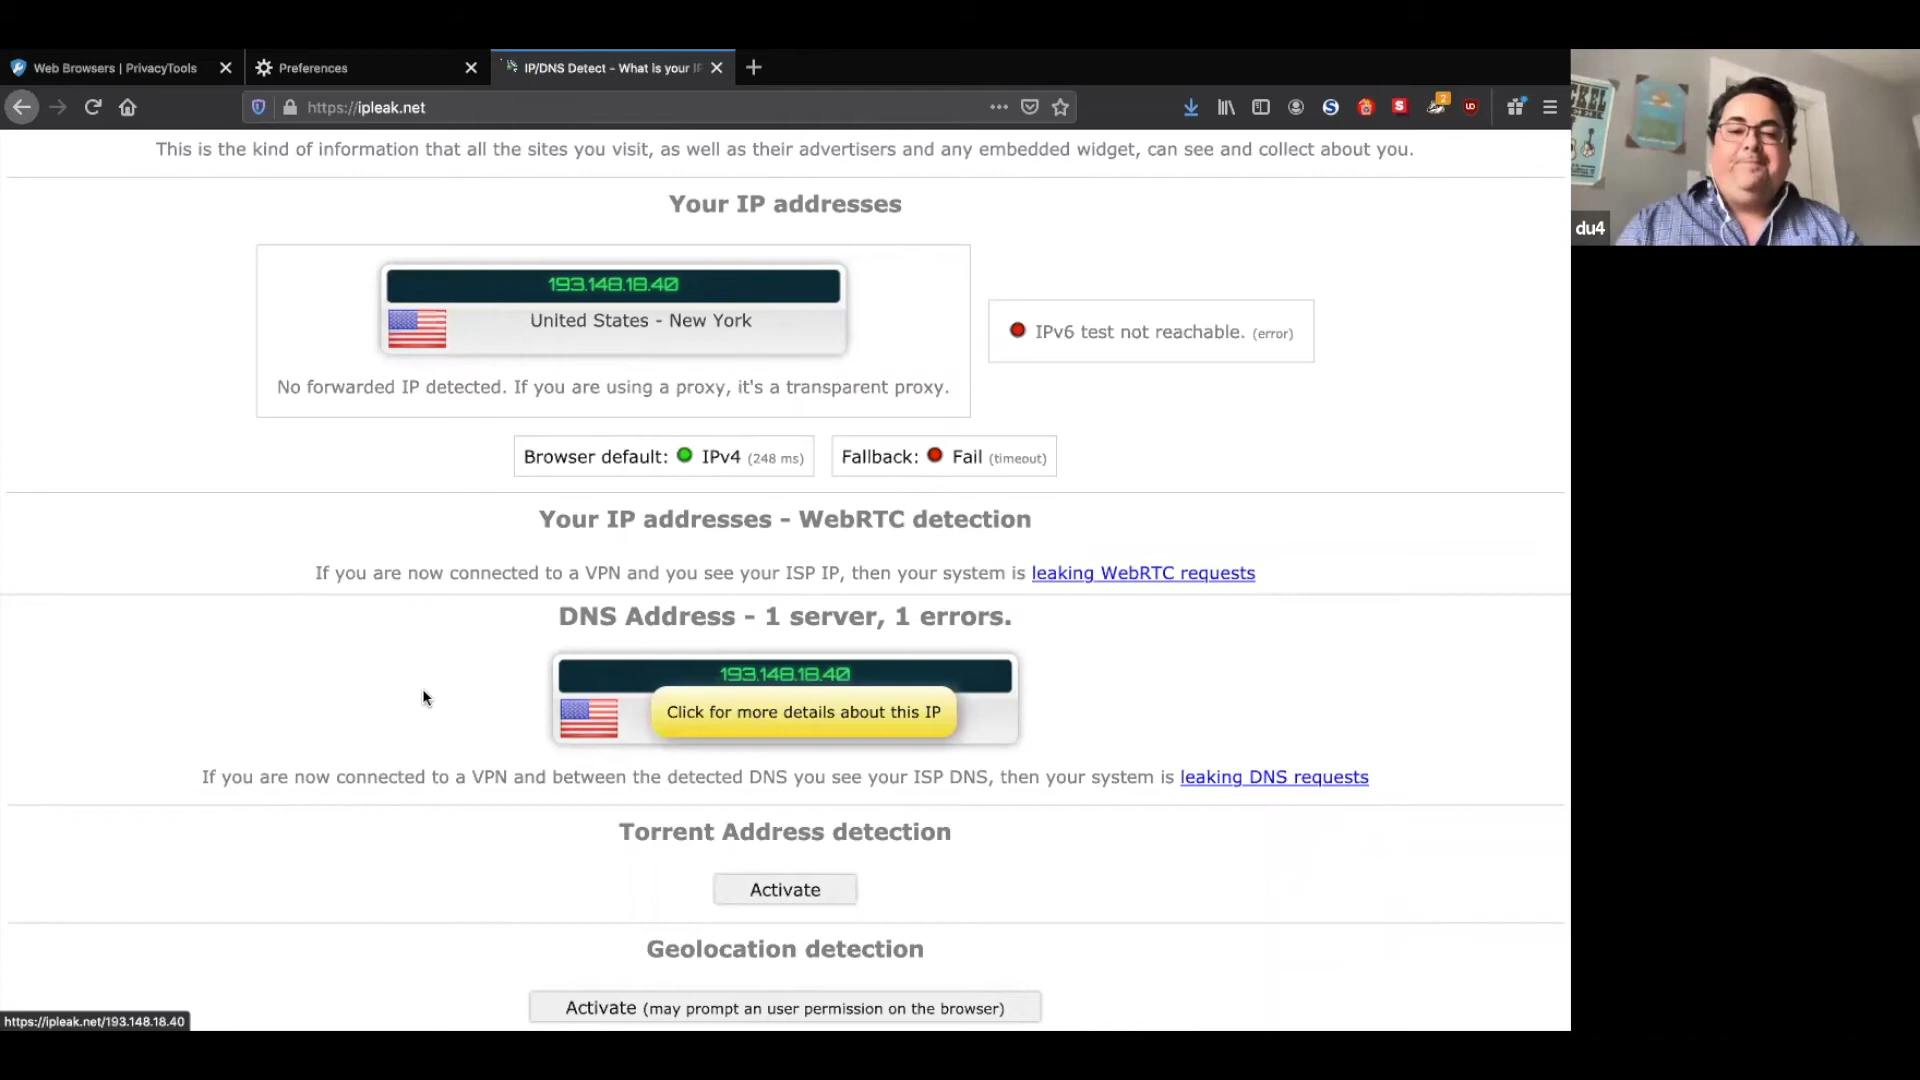 Web Browsers | PrivacyTools
Preferences
IP/DNS Detect - What is your IP
https://ipleak.net
2
S
S
UD
This is the kind of information that all the sites you visit, as well as their advertisers and any embedded widget, can see and collect about you.
Your IP addresses
193.148.18.40
United States - New York
No forwarded IP detected. If you are using a proxy, it's a transparent proxy.
IPv6 test not reachable. (error)
Browser default: IPv4 (248 ms)
Fallback: Fail (timeout)
Your IP addresses - WebRTC detection
If you are now connected to a VPN and you see your ISP IP, then your system is leaking WebRTC requests
DNS Address - 1 server, 1 errors.
193.148.18.40
Click for more details about this IP
If you are now connected to a VPN and between the detected DNS you see your ISP DNS, then your system is leaking DNS requests
Torrent Address detection
Activate
Geolocation detection
Activate (may prompt an user permission on the browser)
https://ipleak.net/193.148.18.40
du4